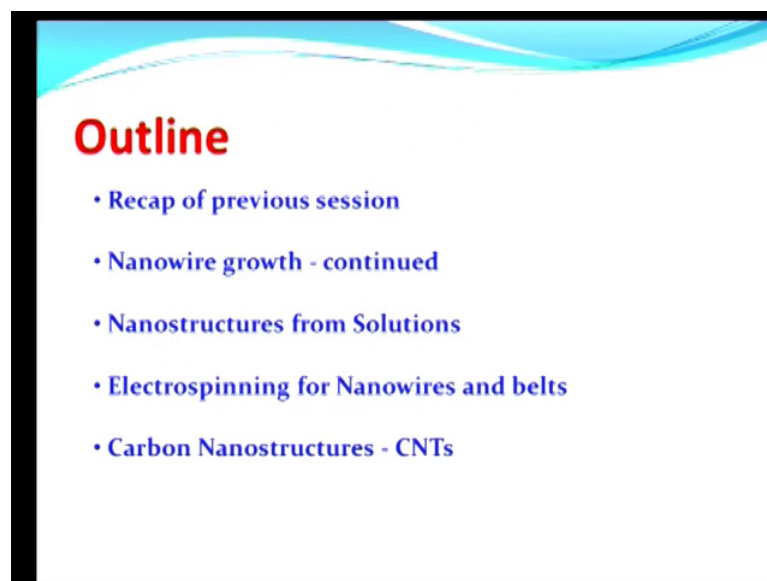 Outline
• Recap of previous session
• Nanowire growth - continued
• Nanostructures from Solutions
• Electrospinning for Nanowires and belts
• Carbon Nanostructures - CNTs